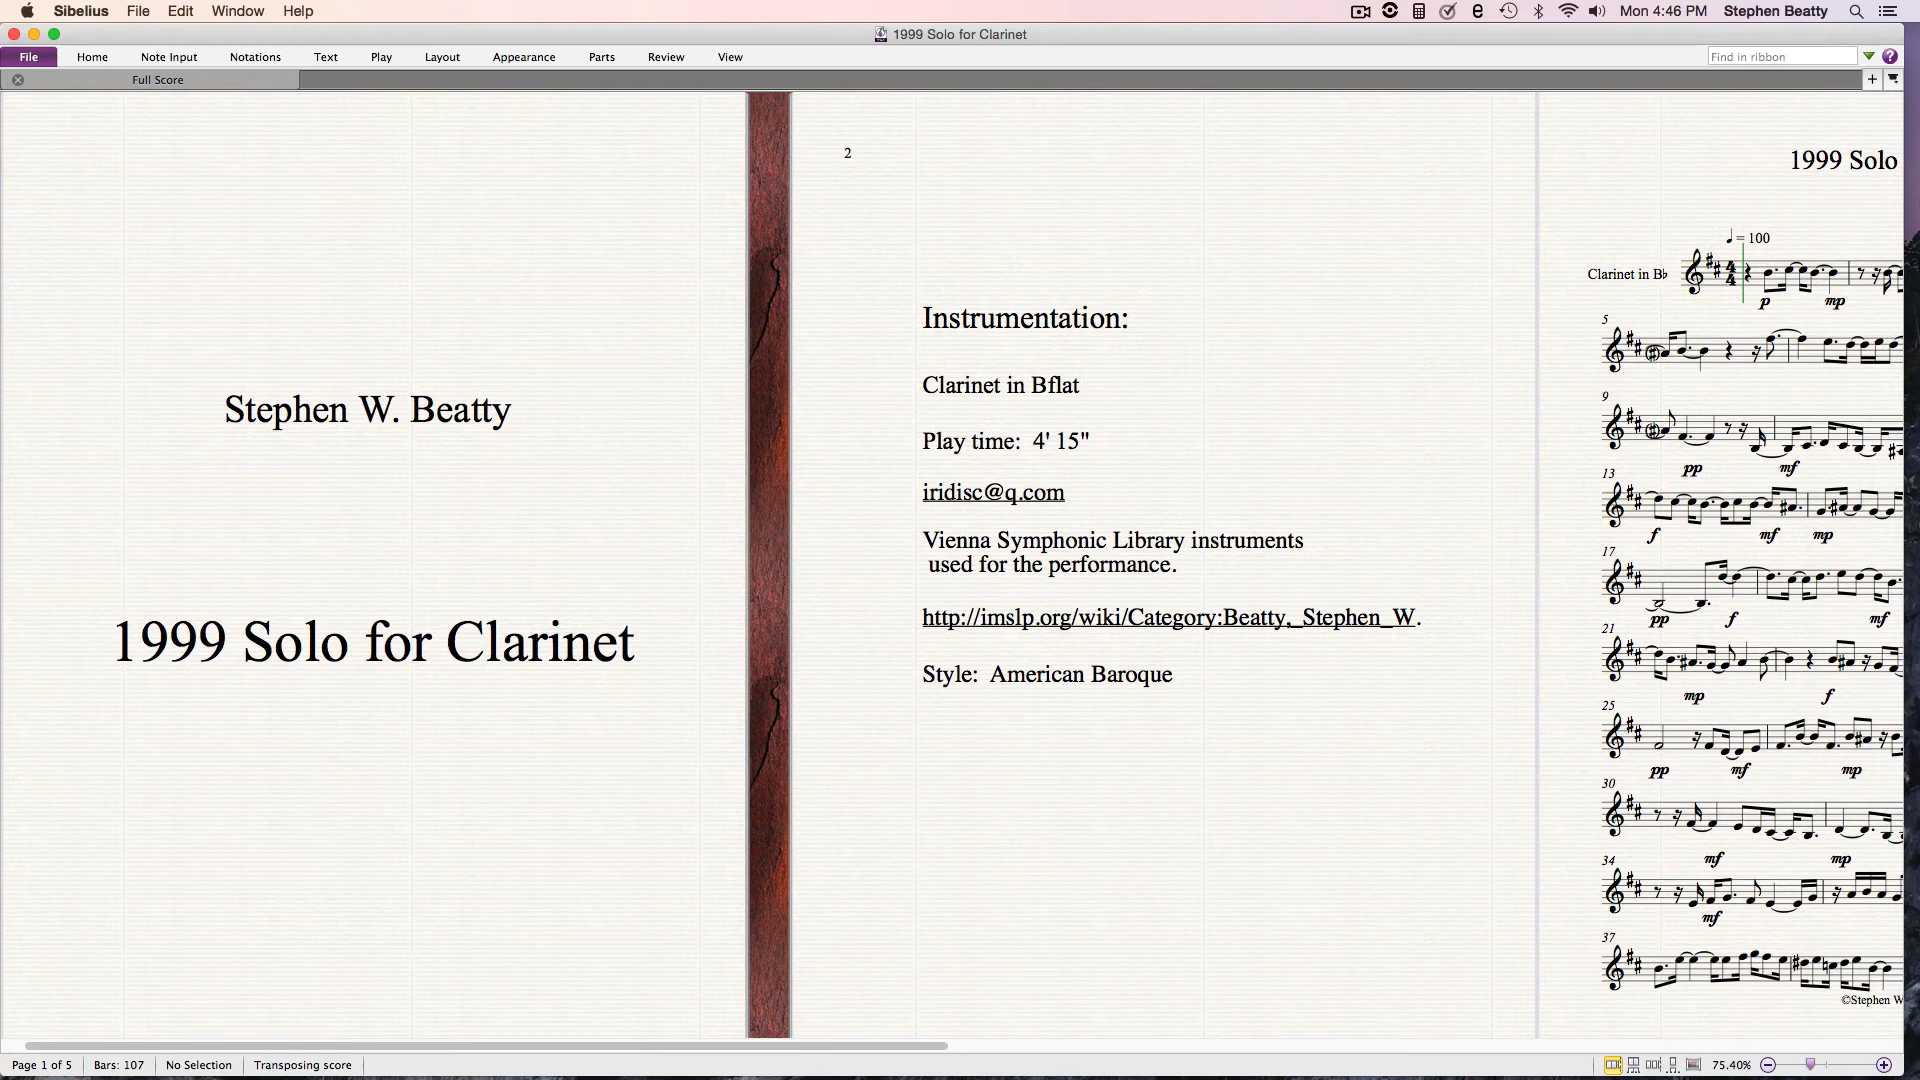 Sibelius File Edit Window Help
Mon 4:46 PM Stephen Beatty
1999 Solo for Clarinet
File Home Note Input Notations Text Play Layout Appearance Parts Review View
Find in ribbon
Full Score
Stephen W. Beatty
1999 Solo for Clarinet
2
Instrumentation:
Clarinet in Bflat
Play time: 4' 15"
iridisc@q.com
Vienna Symphonic Library instruments
used for the performance.
http://imslp.org/wiki/Category:Beatty,_Stephen_W.
Style: American Baroque
1999 Solo
= 100
Clarinet in B♭
p mp
5
9
pp mf
13
f mf mp
17
pp f mf
21
mp f
25
pp mf mp
30
mf mp
34
mf
37
©Stephen W
Page 1 of 5 Bars: 107 No Selection Transposing score
75.40%